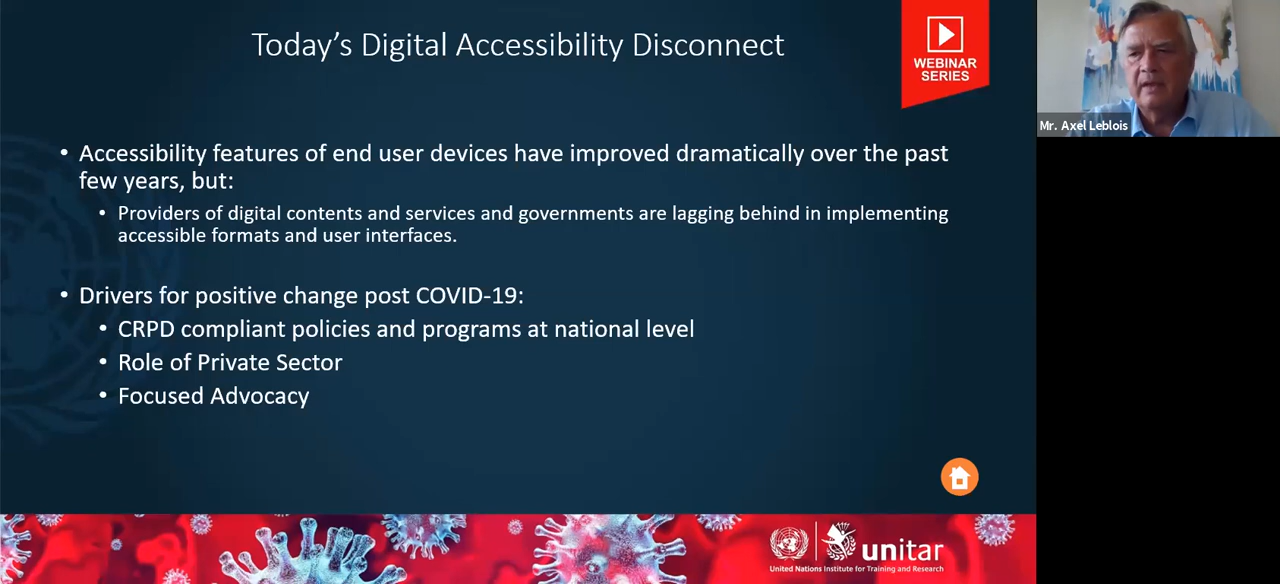 Today's Digital Accessibility Disconnect
WEBINAR
SERIES
Mr. Axel Leblois
• Accessibility features of end user devices have improved dramatically over the past
few years, but:
• Providers of digital contents and services and governments are lagging behind in implementing
accessible formats and user interfaces.
• Drivers for positive change post COVID-19:
• CRPD compliant policies and programs at national level
• Role of Private Sector
• Focused Advocacy
unitar
United Nations Institute for Training and Research